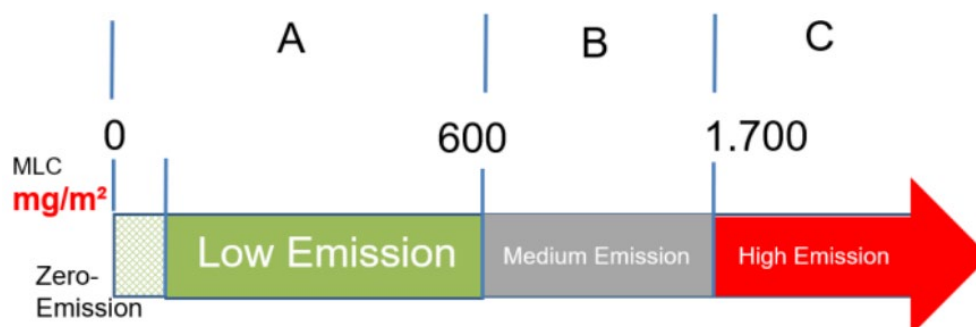 A B C
0 600 1.700
MLC
mg/m²
Low Emission Medium Emission High Emission
Zero-
Emission